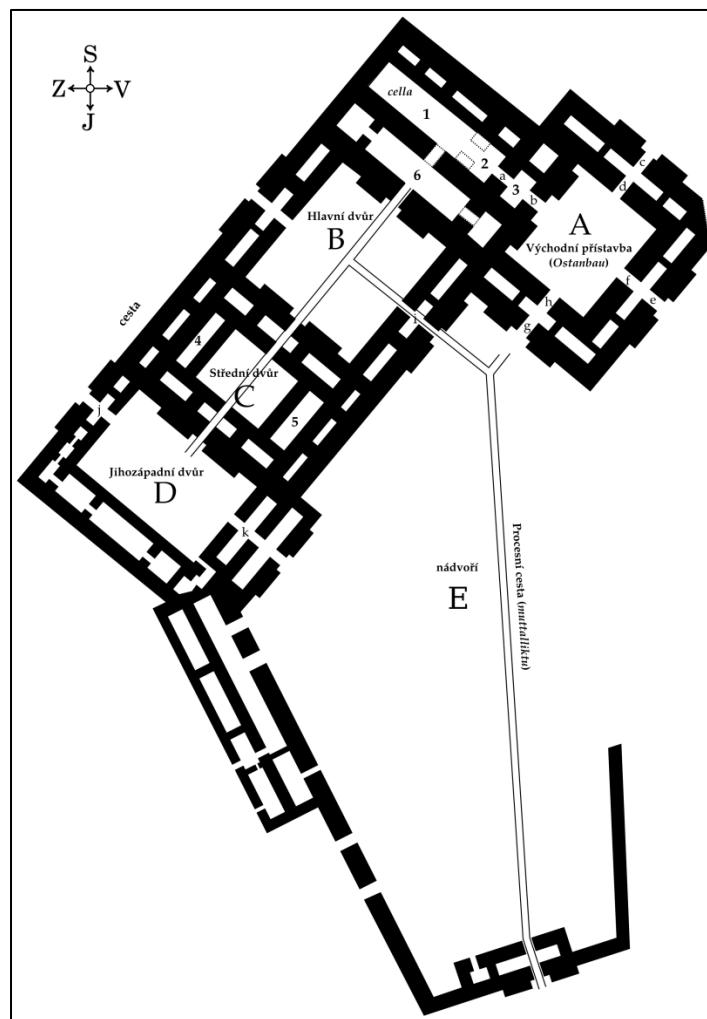 S
Z V
J
cella
1
2
a
3
b
c
d
6
A
Východní přístavba
(Ostanbau)
Hlavní dvůr
B
f
e
h
g
i
cesta
4
Střední dvůr
C
5
j
Jihozápadní dvůr
D
k
nádvoří
E
Procesní cesta (muttalliktu)